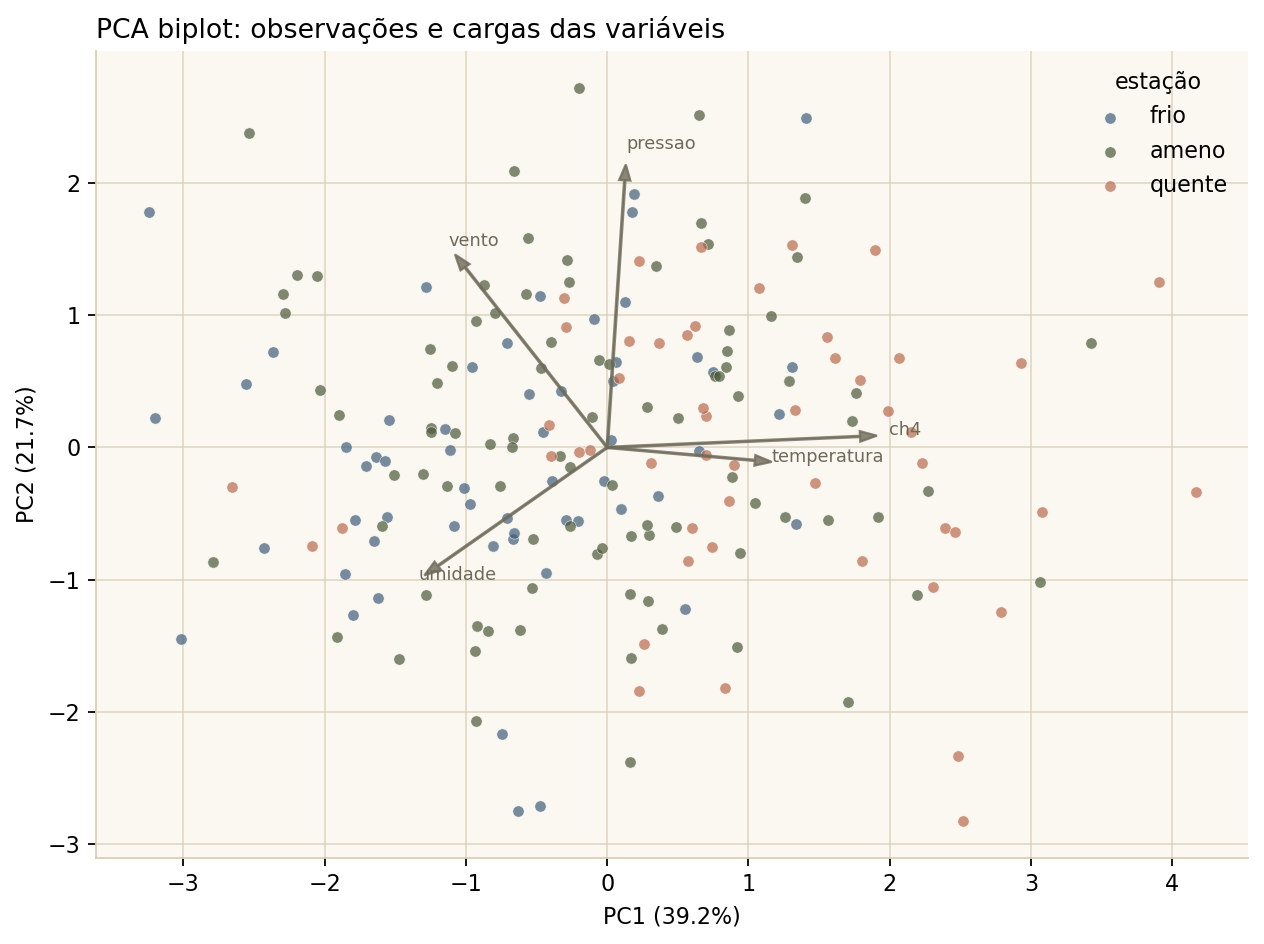 PCA biplot: observações e cargas das variáveis
estação
frio
ameno
quente
pressao
vento
ch4
temperatura
umidade
2
1
0
−1
−2
−3
PC2 (21.7%)
−3
−2
−1
0
1
2
3
4
PC1 (39.2%)